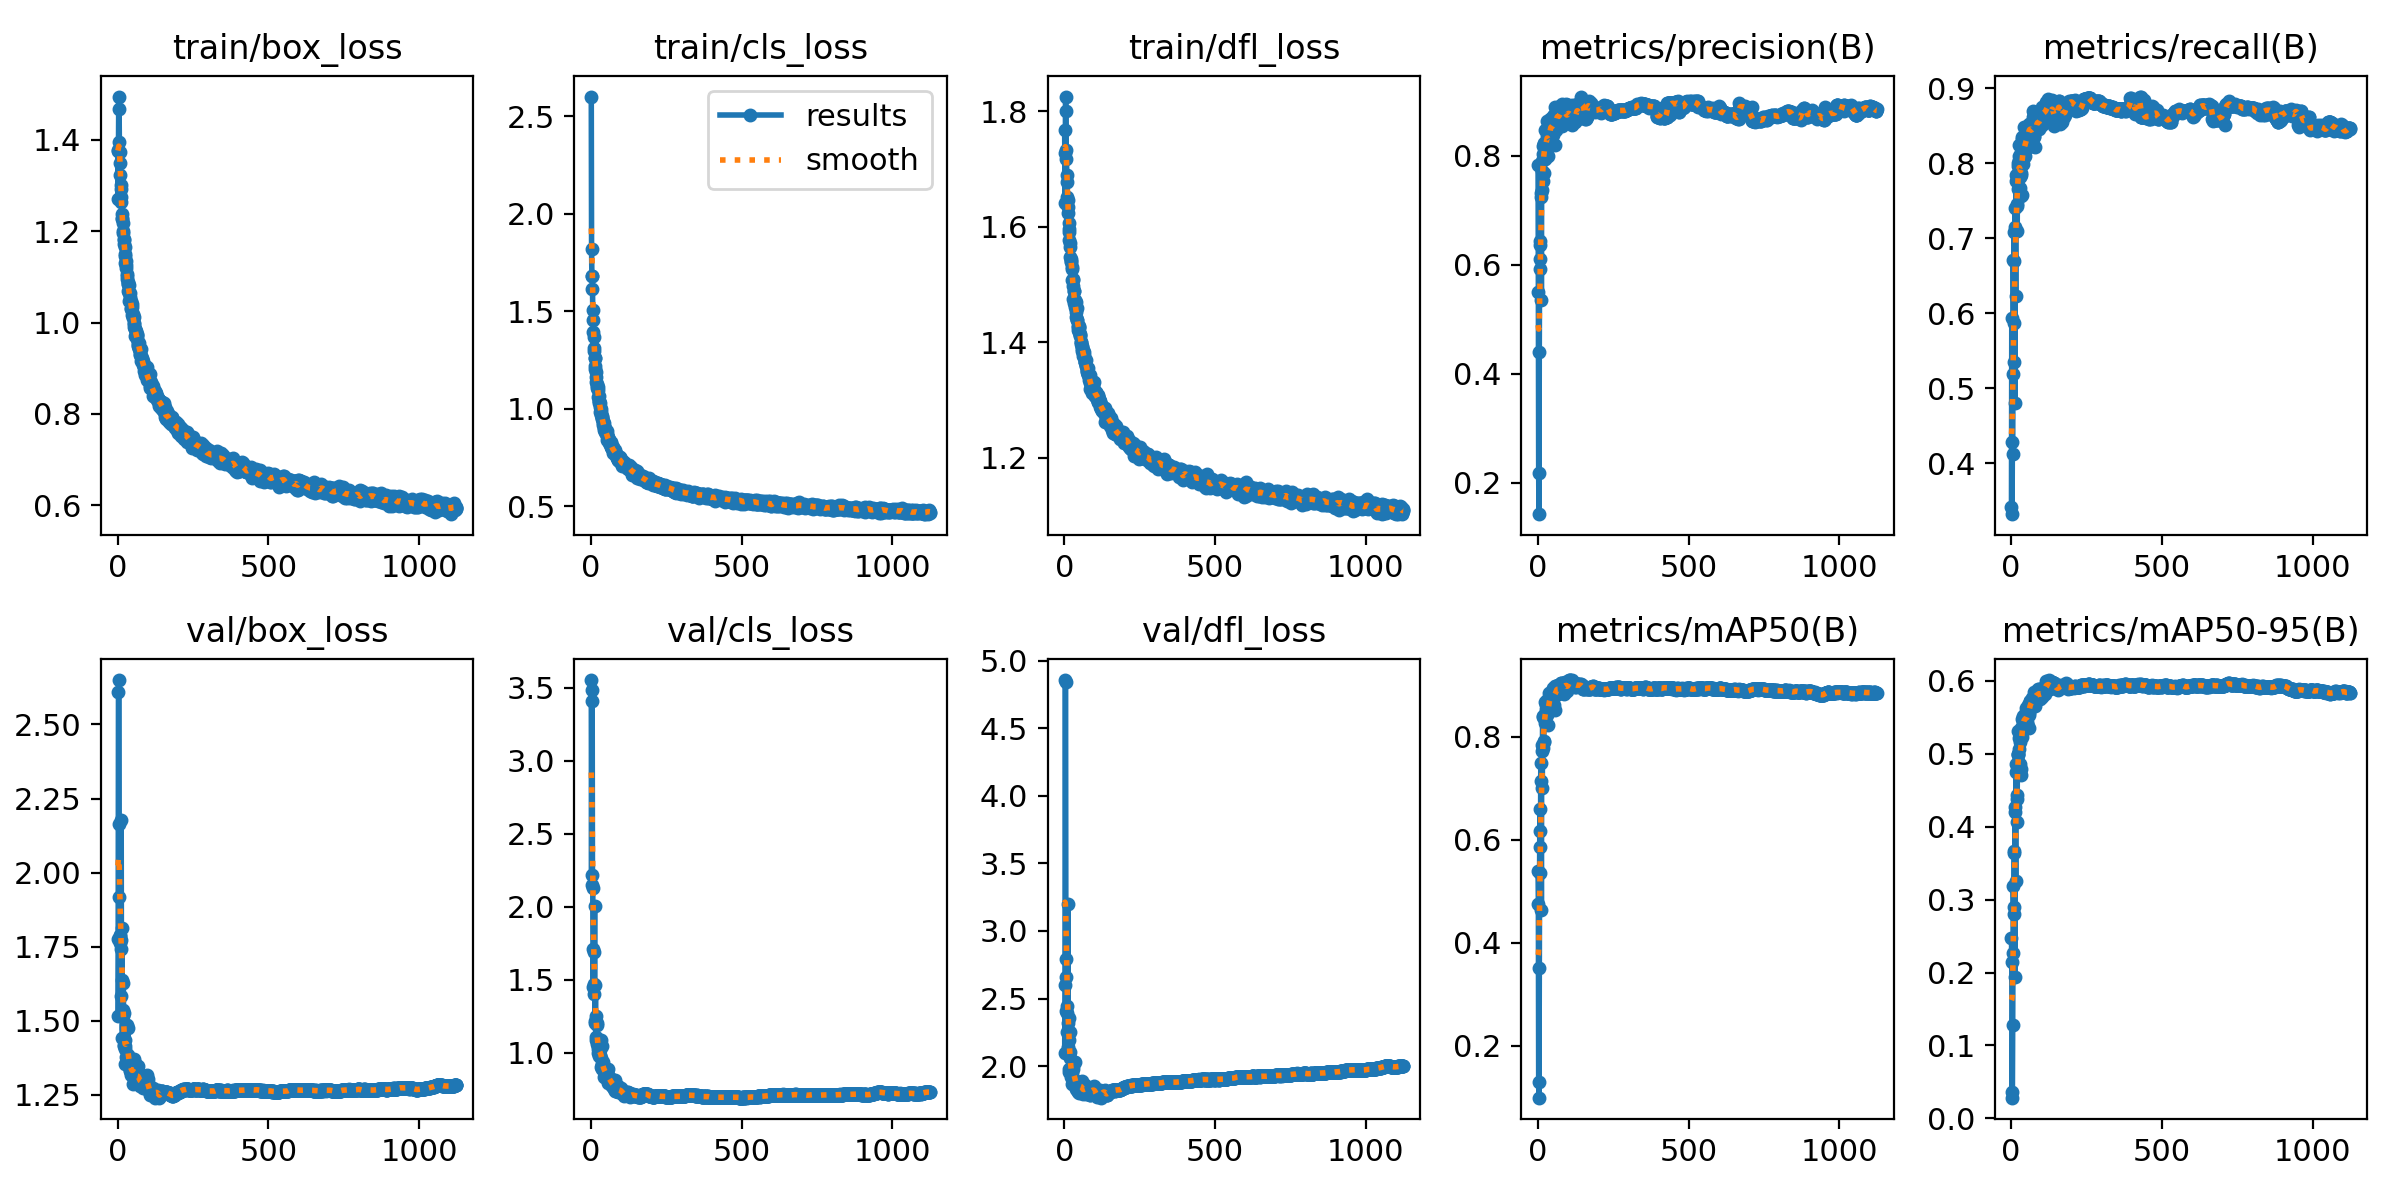 train/box_loss
1.4
1.2
1.0
0.8
0.6
0 500 1000
train/cls_loss
results
smooth
2.5
2.0
1.5
1.0
0.5
0 500 1000
train/dfl_loss
1.8
1.6
1.4
1.2
0 500 1000
metrics/precision(B)
0.8
0.6
0.4
0.2
0 500 1000
metrics/recall(B)
0.9
0.8
0.7
0.6
0.5
0.4
0 500 1000
val/box_loss
2.50
2.25
2.00
1.75
1.50
1.25
0 500 1000
val/cls_loss
3.5
3.0
2.5
2.0
1.5
1.0
0 500 1000
val/dfl_loss
5.0
4.5
4.0
3.5
3.0
2.5
2.0
0 500 1000
metrics/mAP50(B)
0.8
0.6
0.4
0.2
0 500 1000
metrics/mAP50-95(B)
0.6
0.5
0.4
0.3
0.2
0.1
0.0
0 500 1000